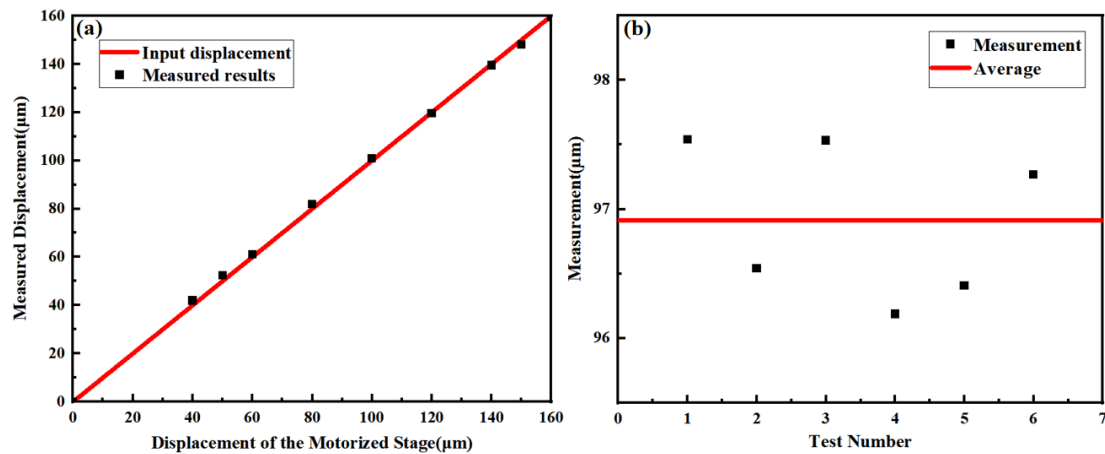 (a)
Input displacement
Measured results
Measured Displacement(μm)
160
140
120
100
80
60
40
20
0
0 20 40 60 80 100 120 140 160
Displacement of the Motorized Stage(μm)
(b)
Measurement
Average
Measurement(μm)
98
97
96
0 1 2 3 4 5 6 7
Test Number